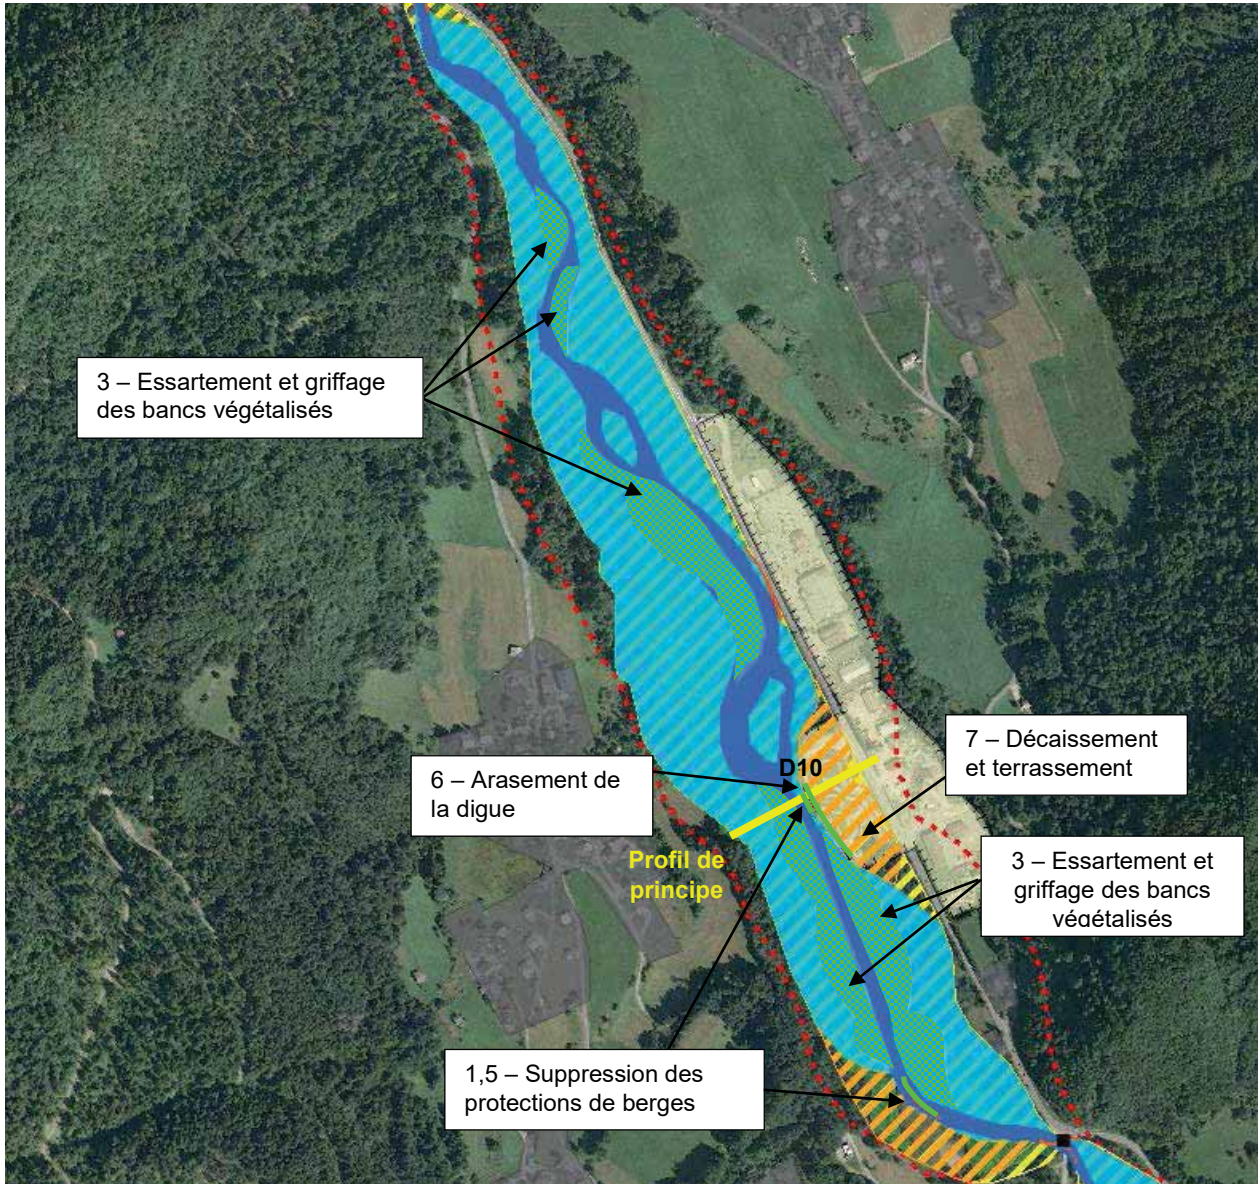 3 – Essartement et griffage
des bancs végétalisés
7 – Décaissement
et terrassement
D10
6 – Arasement de
la digue
Profil de
principe
3 – Essartement et
griffage des bancs
végétalisés
1,5 – Suppression des
protections de berges